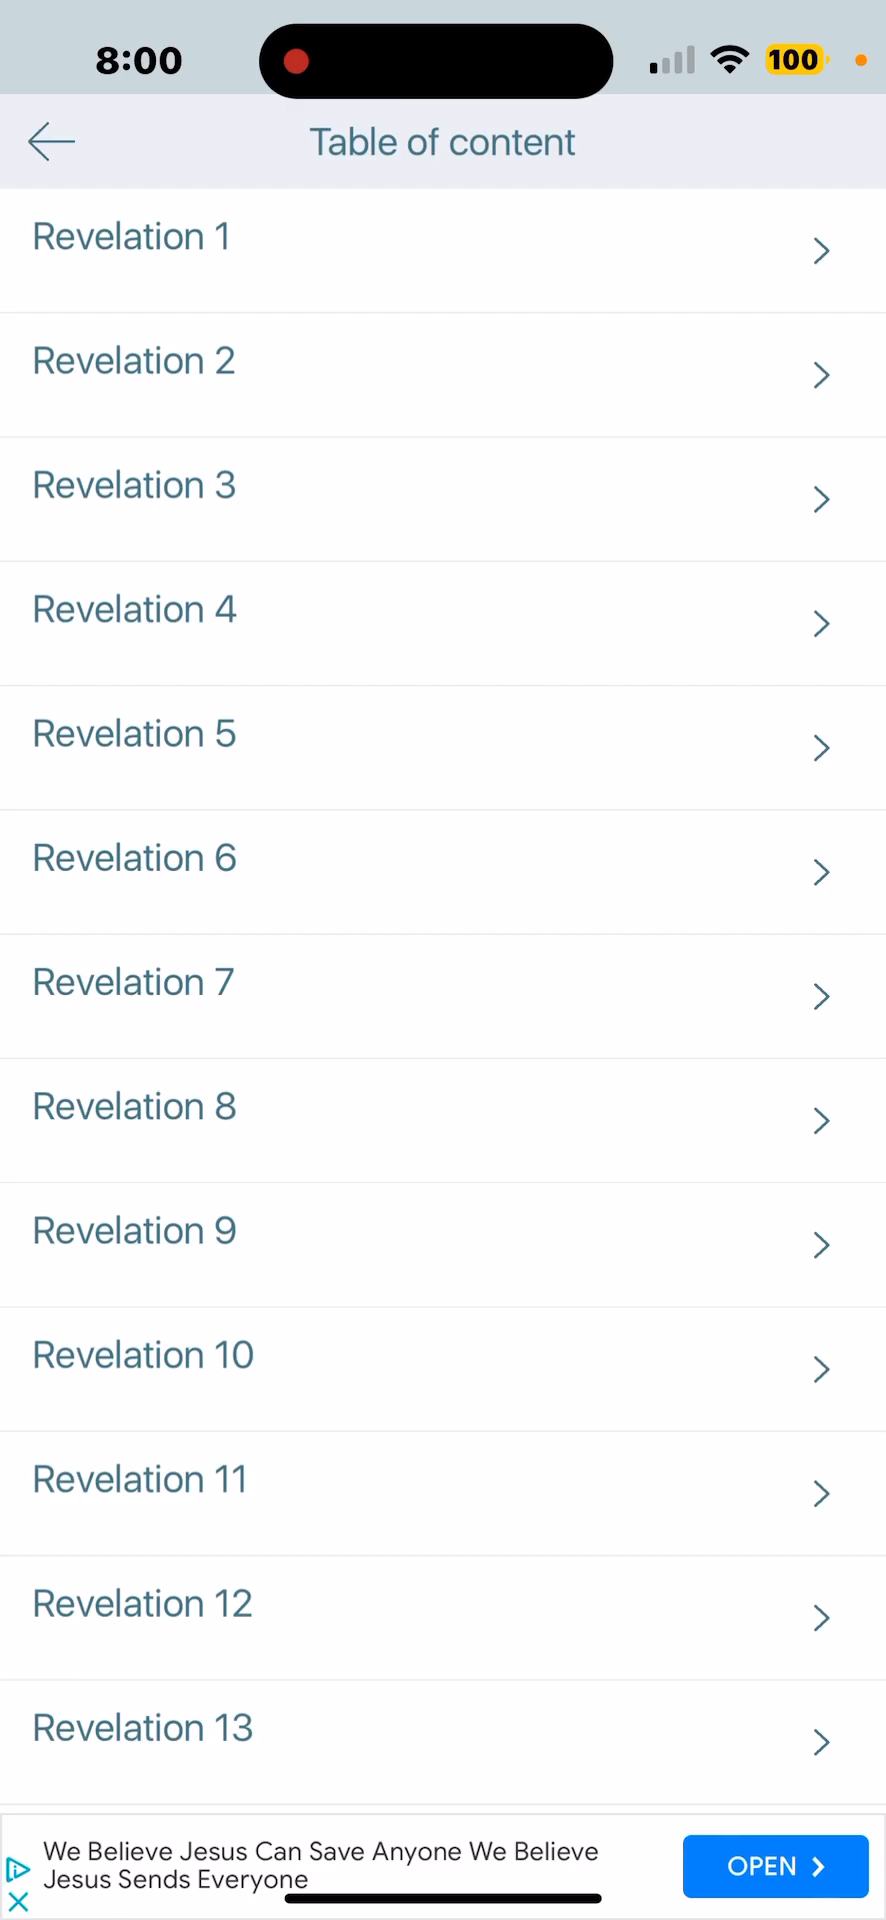 8:00
100
Table of content
Revelation 1
Revelation 2
Revelation 3
Revelation 4
Revelation 5
Revelation 6
Revelation 7
Revelation 8
Revelation 9
Revelation 10
Revelation 11
Revelation 12
Revelation 13
We Believe Jesus Can Save Anyone We Believe
Jesus Sends Everyone
OPEN